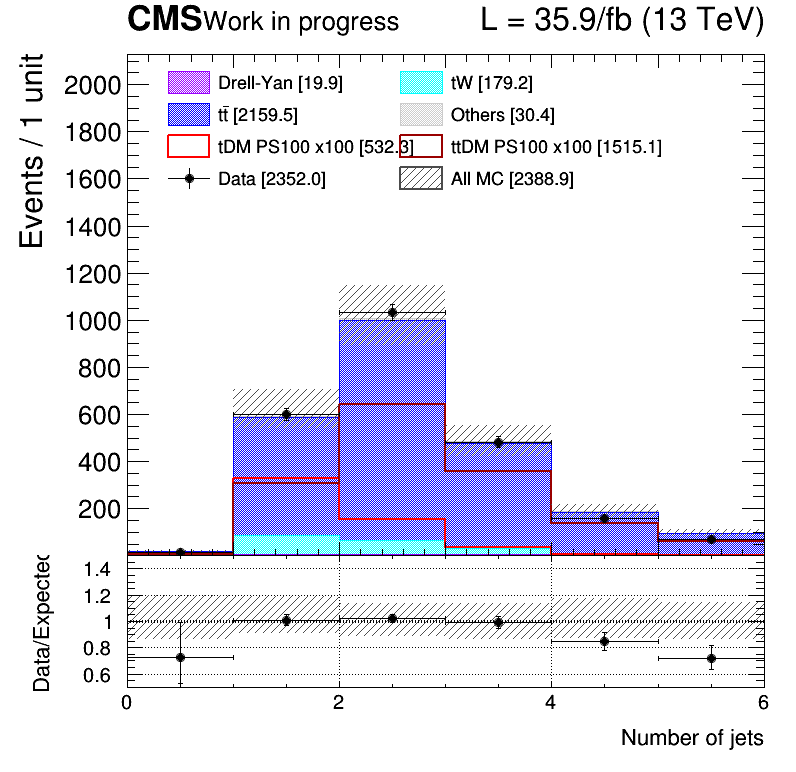 CMS Work in progress L = 35.9/fb (13 TeV)
Events / 1 unit
2000
1800
1600
1400
1200
1000
800
600
400
200
Drell-Yan [19.9] tW [179.2]
tt̄ [2159.5] Others [30.4]
tDM PS100 x100 [532.3] ttDM PS100 x100 [1515.1]
Data [2352.0] All MC [2388.9]
Data/Expected
1.4
1.2
1
0.8
0.6
0 2 4 6
Number of jets